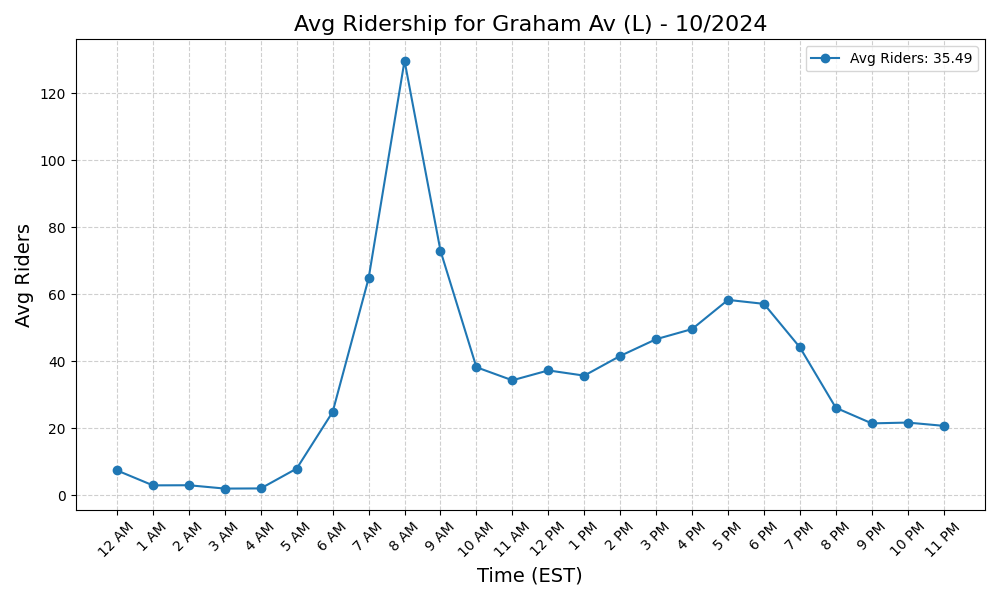 Avg Ridership for Graham Av (L) - 10/2024
Avg Riders: 35.49
Avg Riders
120
100
80
60
40
20
0
12 AM
1 AM
2 AM
3 AM
4 AM
5 AM
6 AM
7 AM
8 AM
9 AM
10 AM
11 AM
12 PM
1 PM
2 PM
3 PM
4 PM
5 PM
6 PM
7 PM
8 PM
9 PM
10 PM
11 PM
Time (EST)